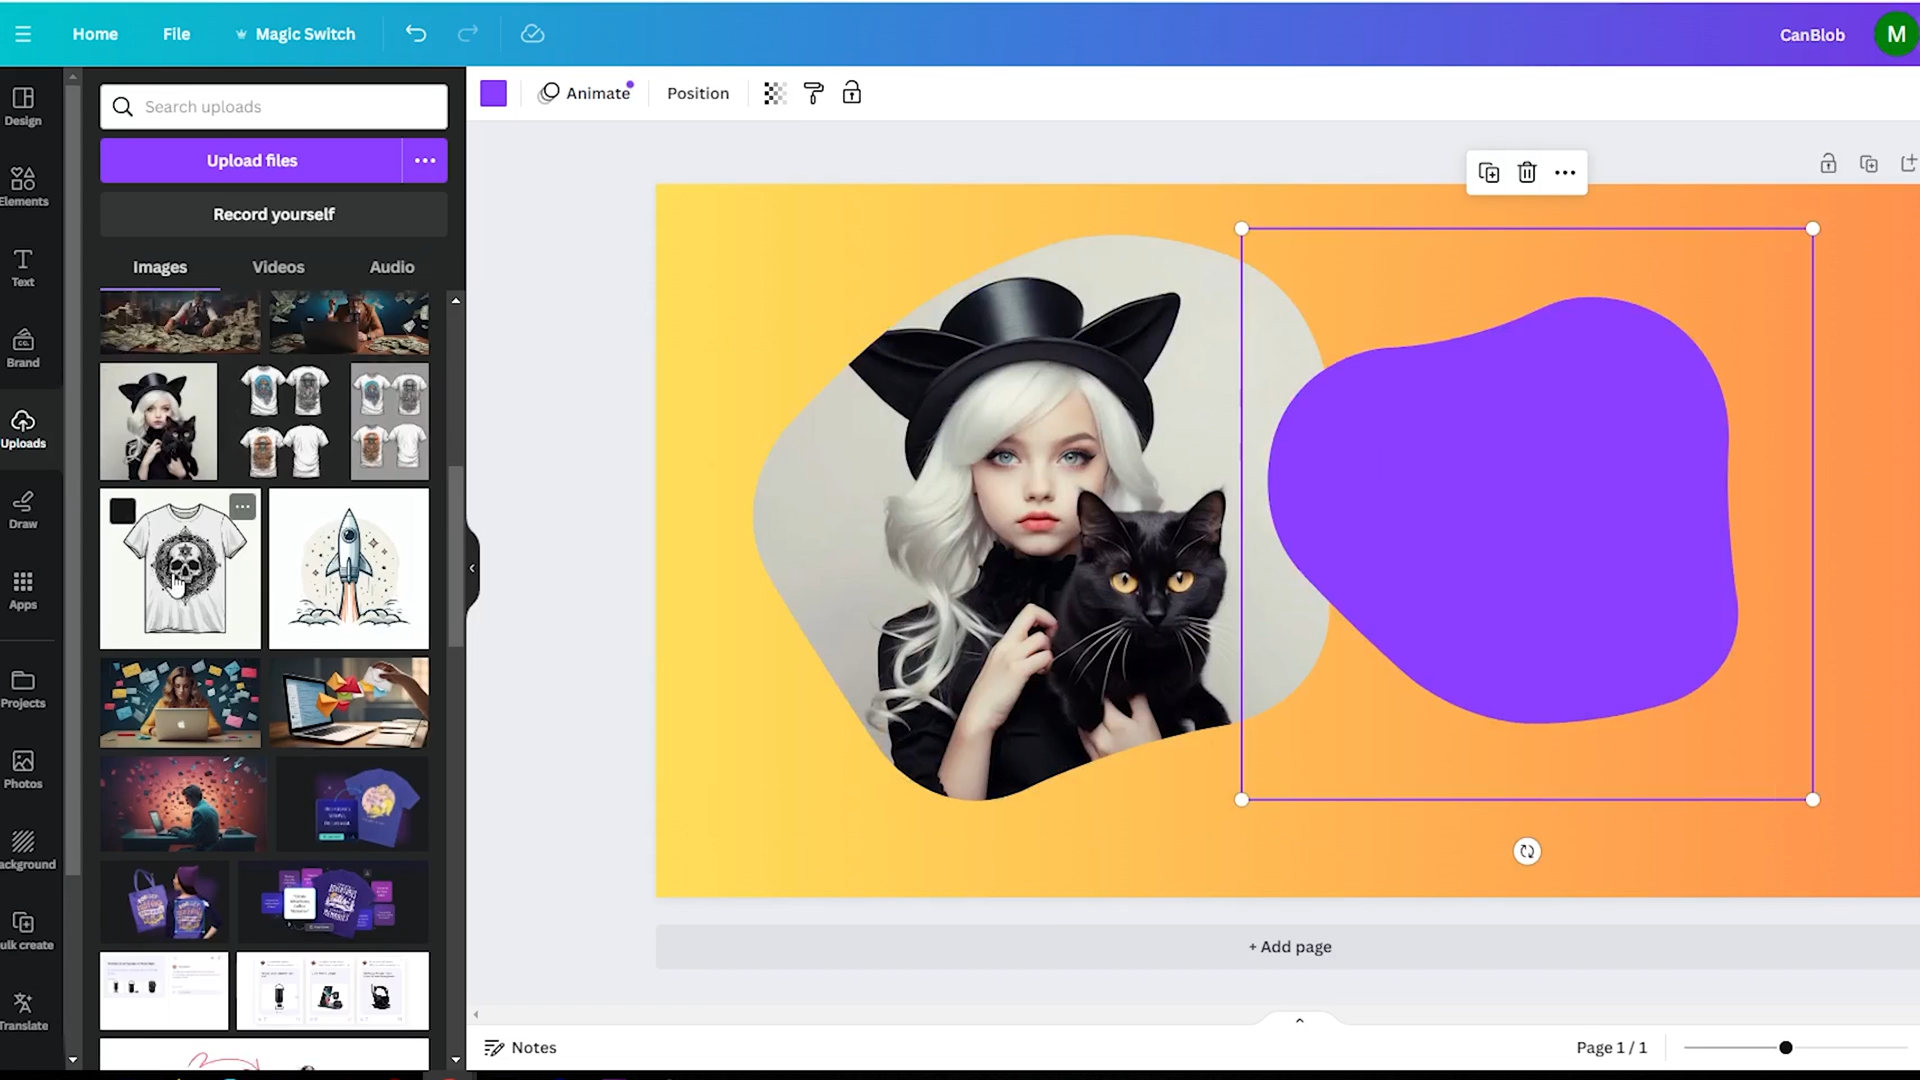 Home File Magic Switch CanBlob M
Design
Elements
Text
Brand
CO.
Uploads
Draw
Apps
Projects
Photos
ackground
ulk create
Translate
Search uploads
Upload files
Record yourself
Images Videos Audio
Animate Position
+ Add page
Notes Page 1 / 1